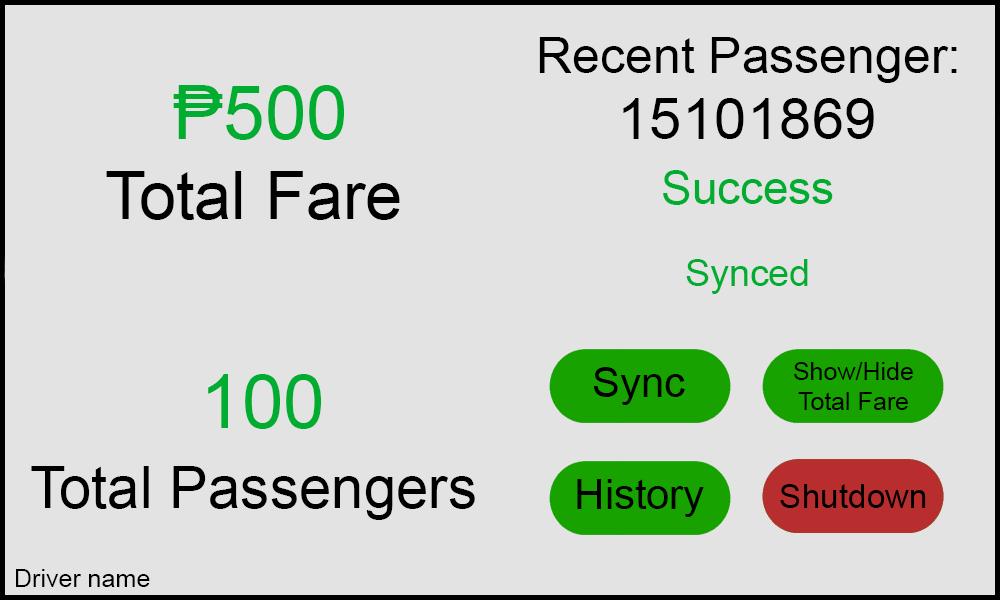 ₱500
Total Fare
Recent Passenger:
15101869
Success
Synced
100
Total Passengers
Sync
Show/Hide
Total Fare
History
Shutdown
Driver name